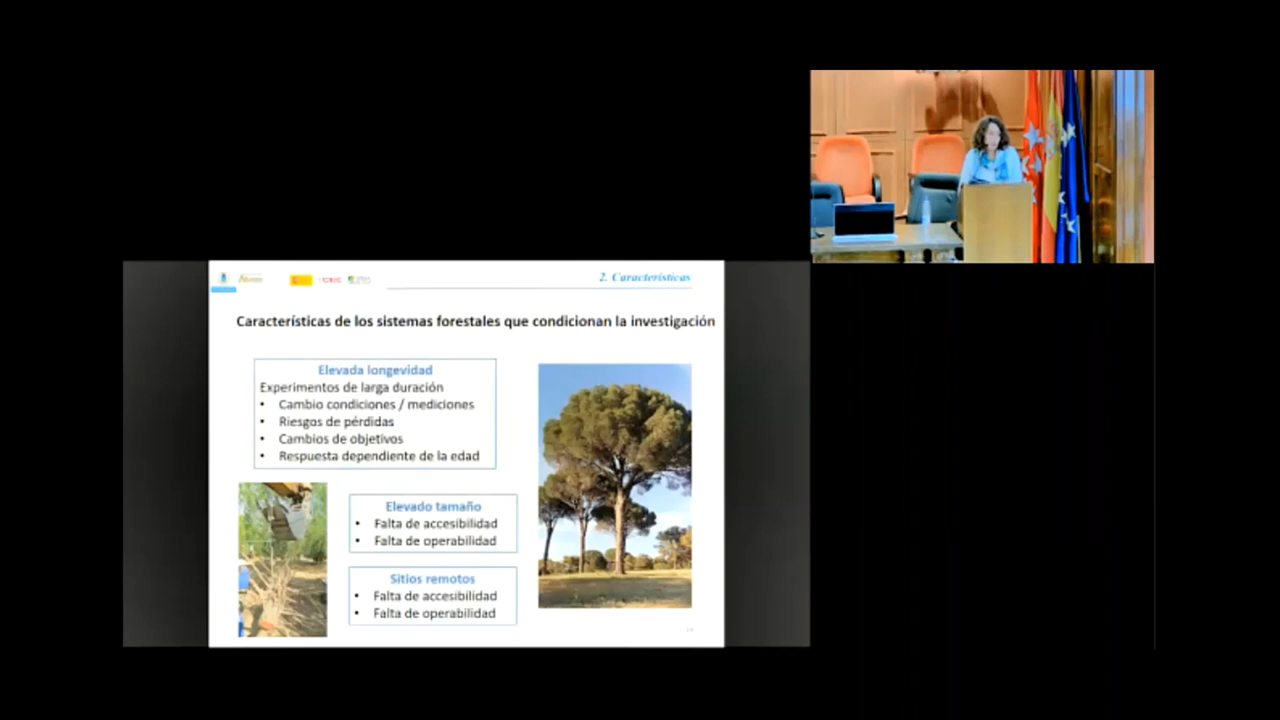 2. Características
Características de los sistemas forestales que condicionan la investigación
Elevada longevidad
Experimentos de larga duración
• Cambio condiciones / mediciones
• Riesgos de pérdidas
• Cambios de objetivos
• Respuesta dependiente de la edad
Elevado tamaño
• Falta de accesibilidad
• Falta de operabilidad
Sitios remotos
• Falta de accesibilidad
• Falta de operabilidad